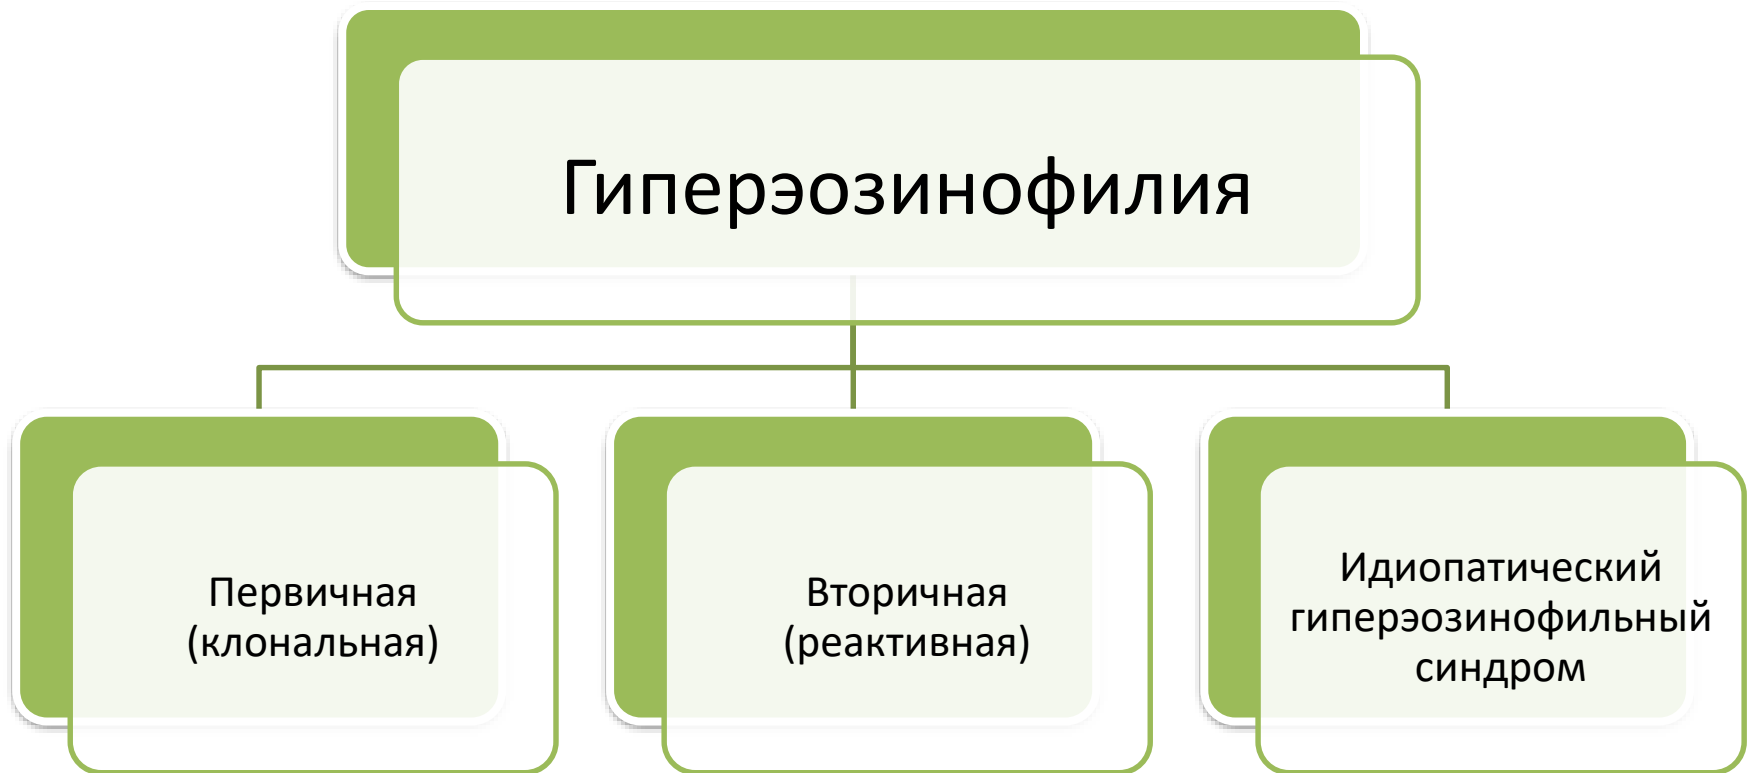 Гиперэозинофилия
Первичная
(клональная)
Вторичная
(реактивная)
Идиопатический
гиперэозинофильный
синдром